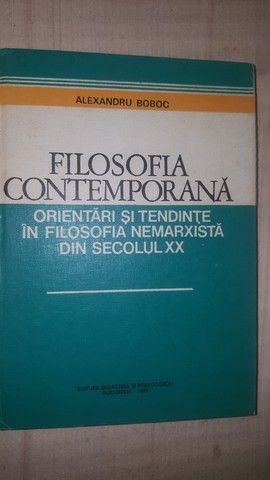 ALEXANDRU BOBOC
FILOSOFIA
CONTEMPORANĂ
ORIENTĂRI ȘI TENDINȚE
ÎN FILOSOFIA NEMARXISTĂ
DIN SECOLUL XX
EDITURA DIDACTICĂ ȘI PEDAGOGICĂ
BUCUREȘTI